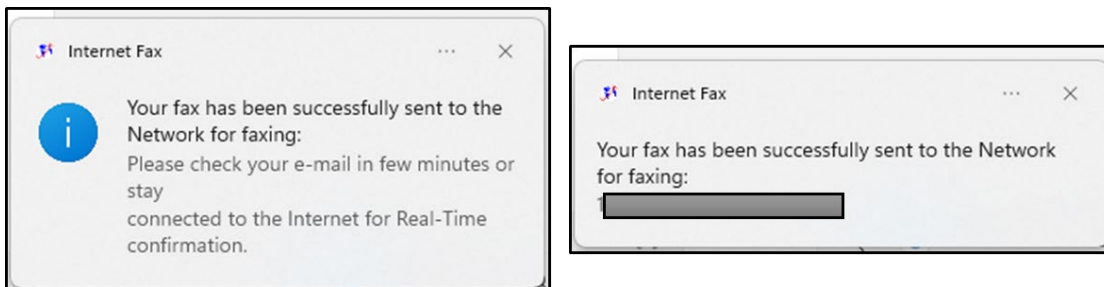 Internet Fax
Your fax has been successfully sent to the
Network for faxing:
Please check your e-mail in few minutes or
stay
connected to the Internet for Real-Time
confirmation.
Internet Fax
Your fax has been successfully sent to the Network
for faxing:
1